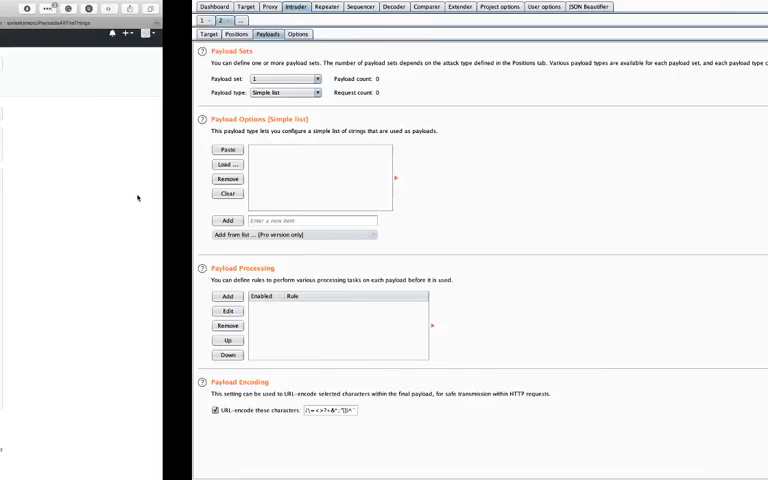 swisskyrepo/PayloadsAllTheThings
Dashboard Target Proxy Intruder Repeater Sequencer Decoder Comparer Extender Project options User options JSON Beautifier
1 × 2 × ...
Target Positions Payloads Options
Payload Sets
You can define one or more payload sets. The number of payload sets depends on the attack type defined in the Positions tab. Various payload types are available for each payload set, and each payload type c
Payload set: 1 Payload count: 0
Payload type: Simple list Request count: 0
Payload Options [Simple list]
This payload type lets you configure a simple list of strings that are used as payloads.
Paste
Load ...
Remove
Clear
Add Enter a new item
Add from list ... [Pro version only]
Payload Processing
You can define rules to perform various processing tasks on each payload before it is used.
Add Enabled Rule
Edit
Remove
Up
Down
Payload Encoding
This setting can be used to URL-encode selected characters within the final payload, for safe transmission within HTTP requests.
URL-encode these characters: